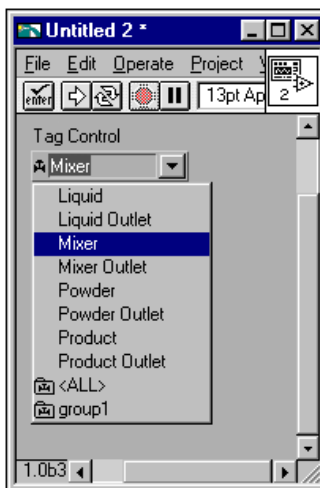 Untitled 2 *
File Edit Operate Project
enter 13pt Ap 2
Tag Control
Mixer
Liquid
Liquid Outlet
Mixer
Mixer Outlet
Powder
Powder Outlet
Product
Product Outlet
<ALL>
group1
1.0b3